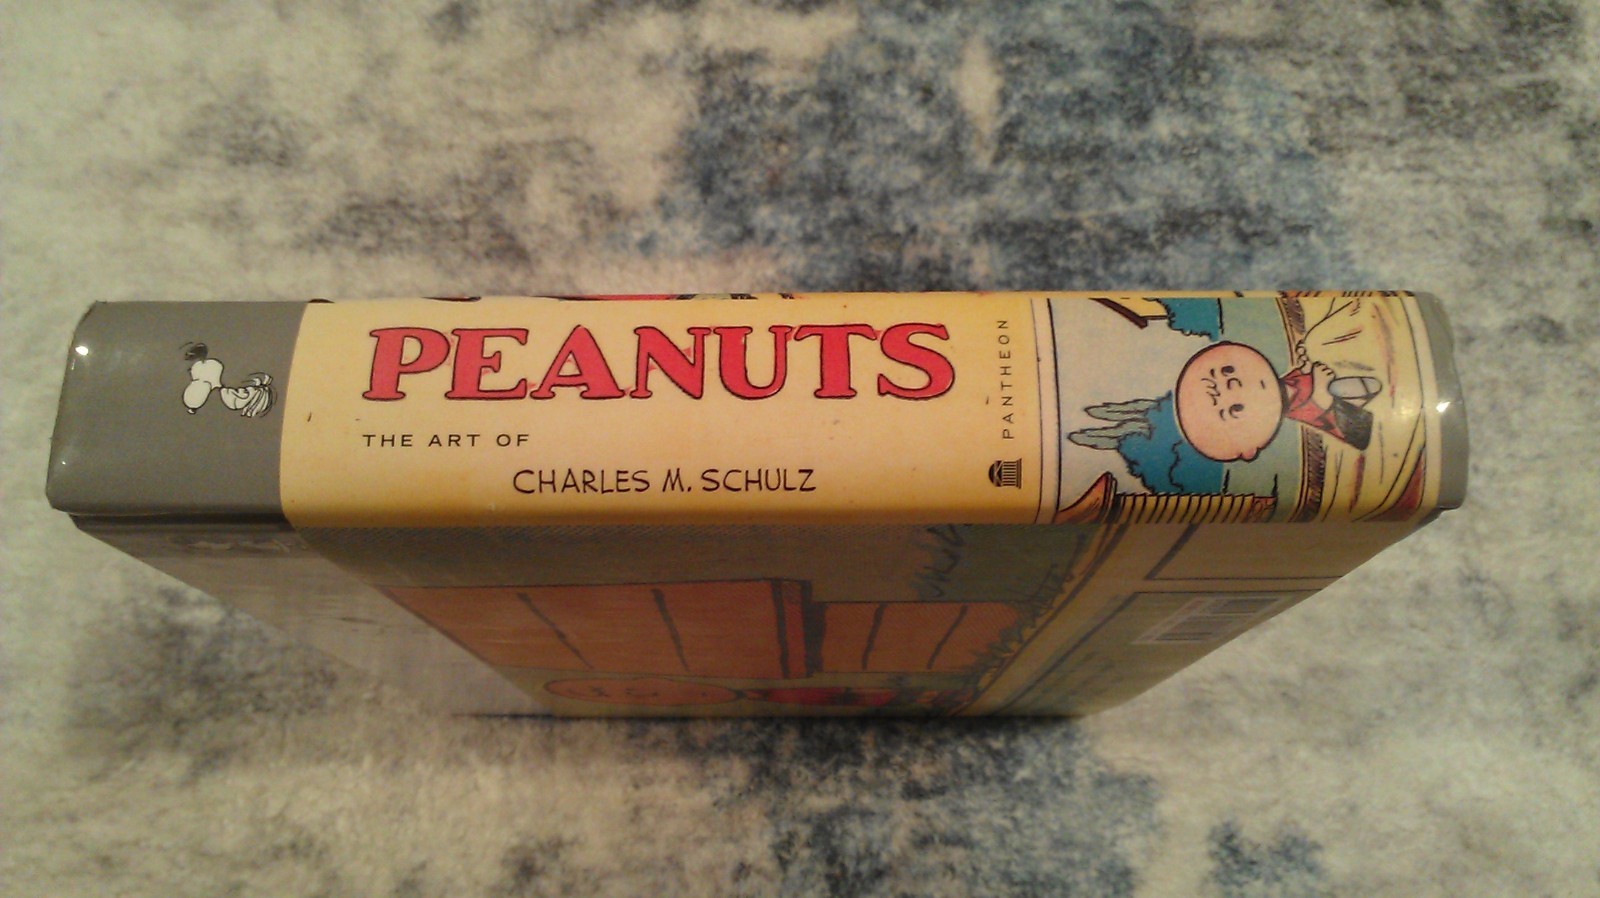 PEANUTS
THE ART OF
CHARLES M. SCHULZ
PANTHEON